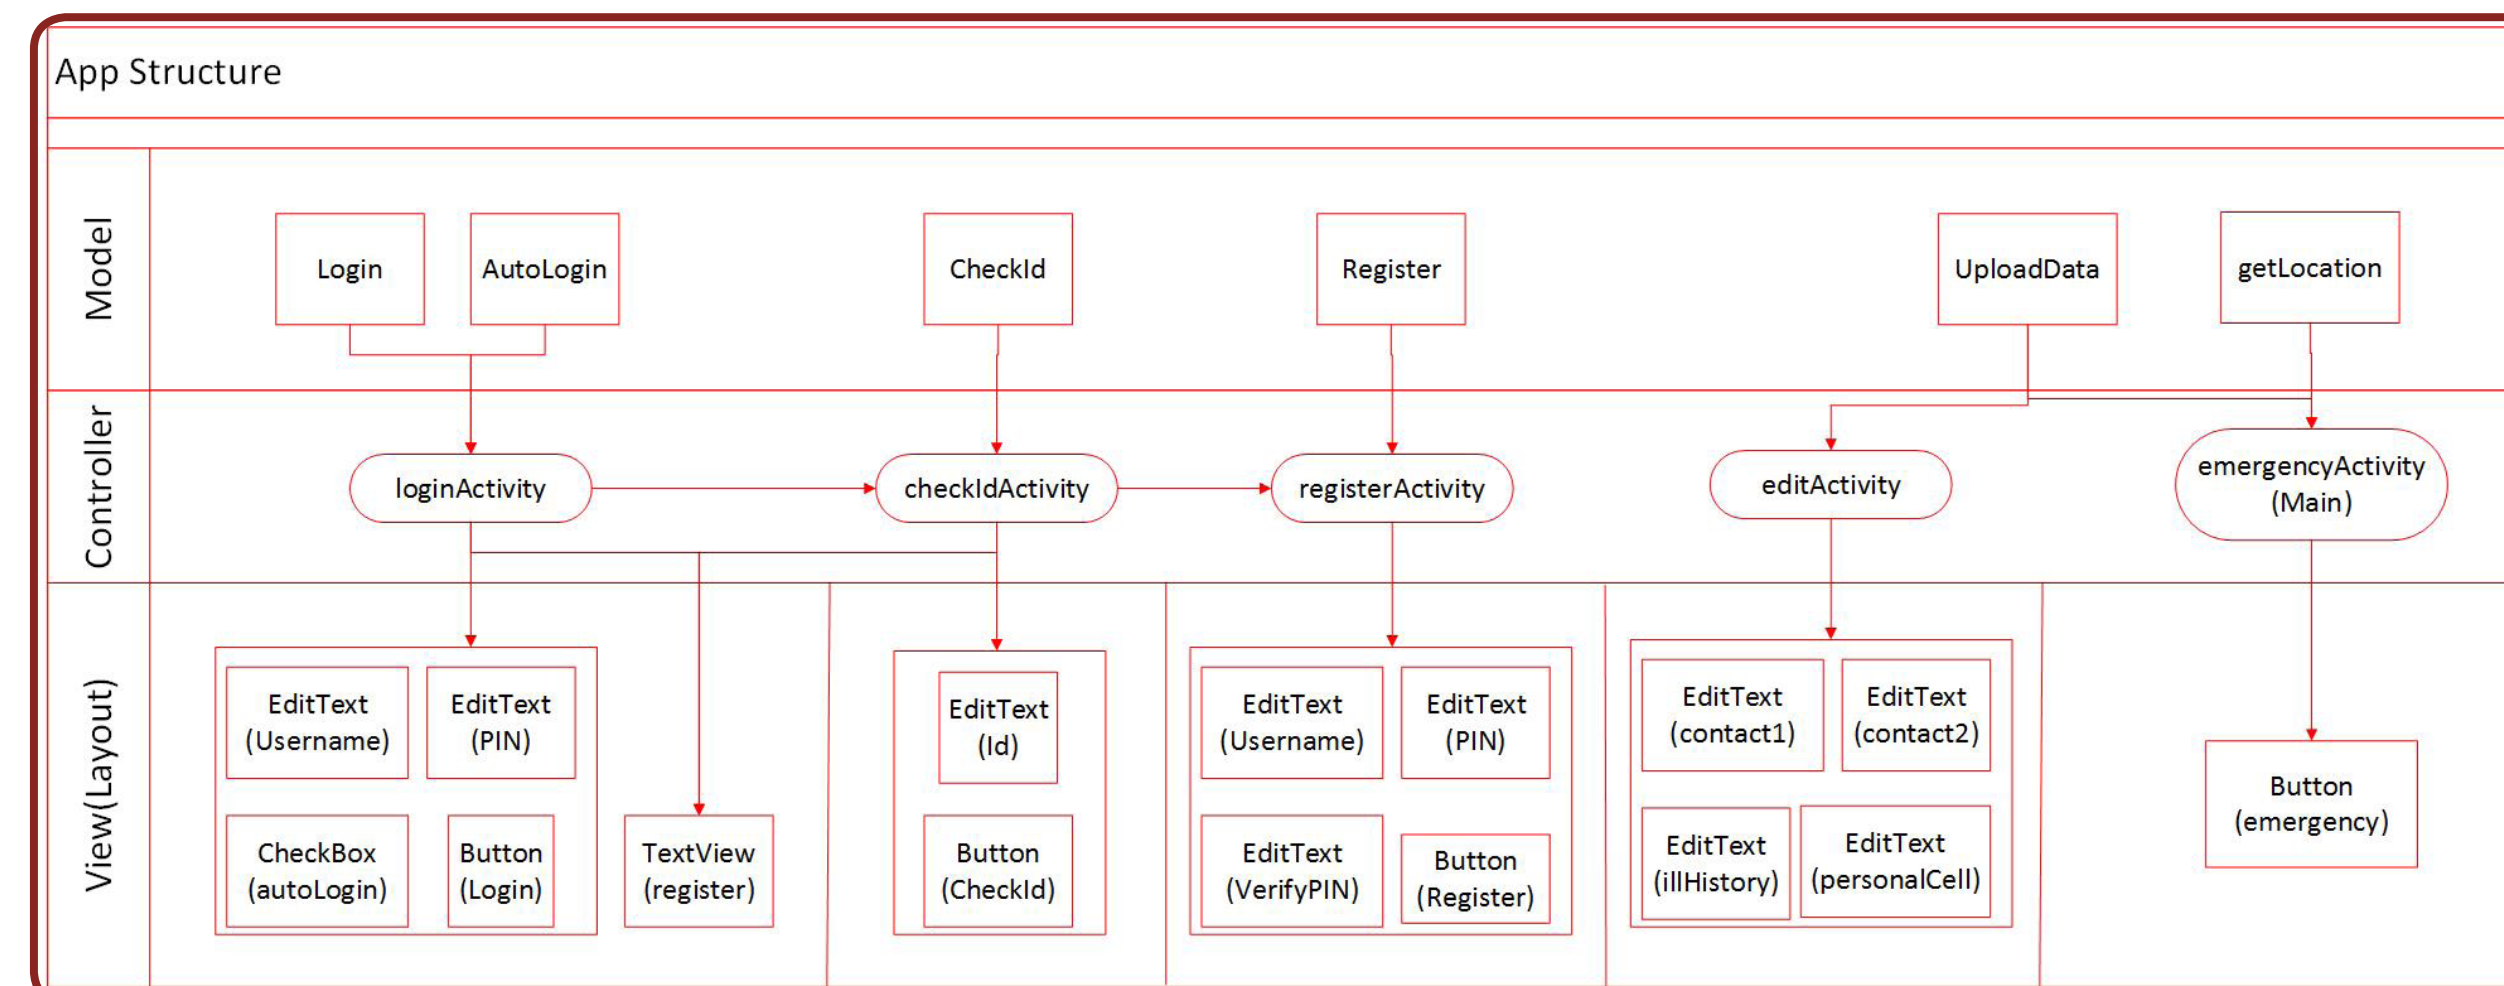 App Structure
Model
Login
AutoLogin
CheckId
Register
UploadData
getLocation
Controller
loginActivity
checkIdActivity
registerActivity
editActivity
emergencyActivity
(Main)
View(Layout)
EditText
(Username)
EditText
(PIN)
CheckBox
(autoLogin)
Button
(Login)
TextView
(register)
EditText
(Id)
Button
(CheckId)
EditText
(Username)
EditText
(PIN)
EditText
(VerifyPIN)
Button
(Register)
EditText
(contact1)
EditText
(contact2)
EditText
(illHistory)
EditText
(personalCell)
Button
(emergency)